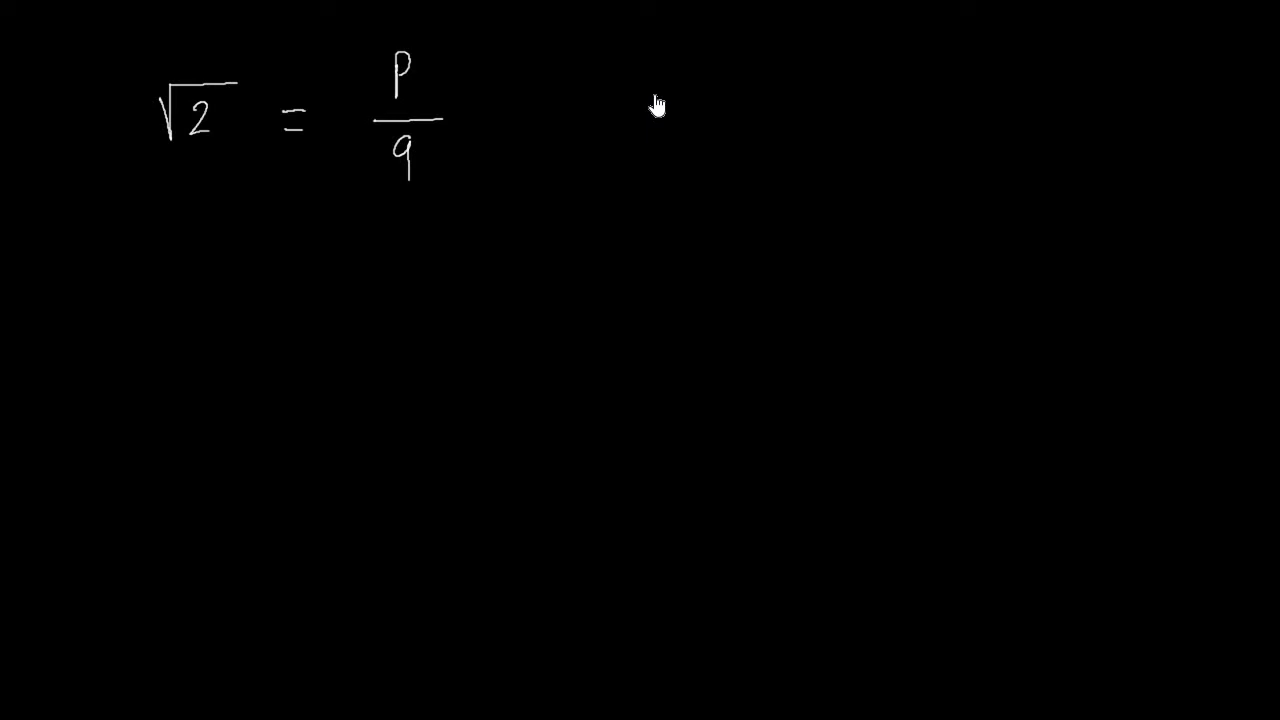 √2 = p/q